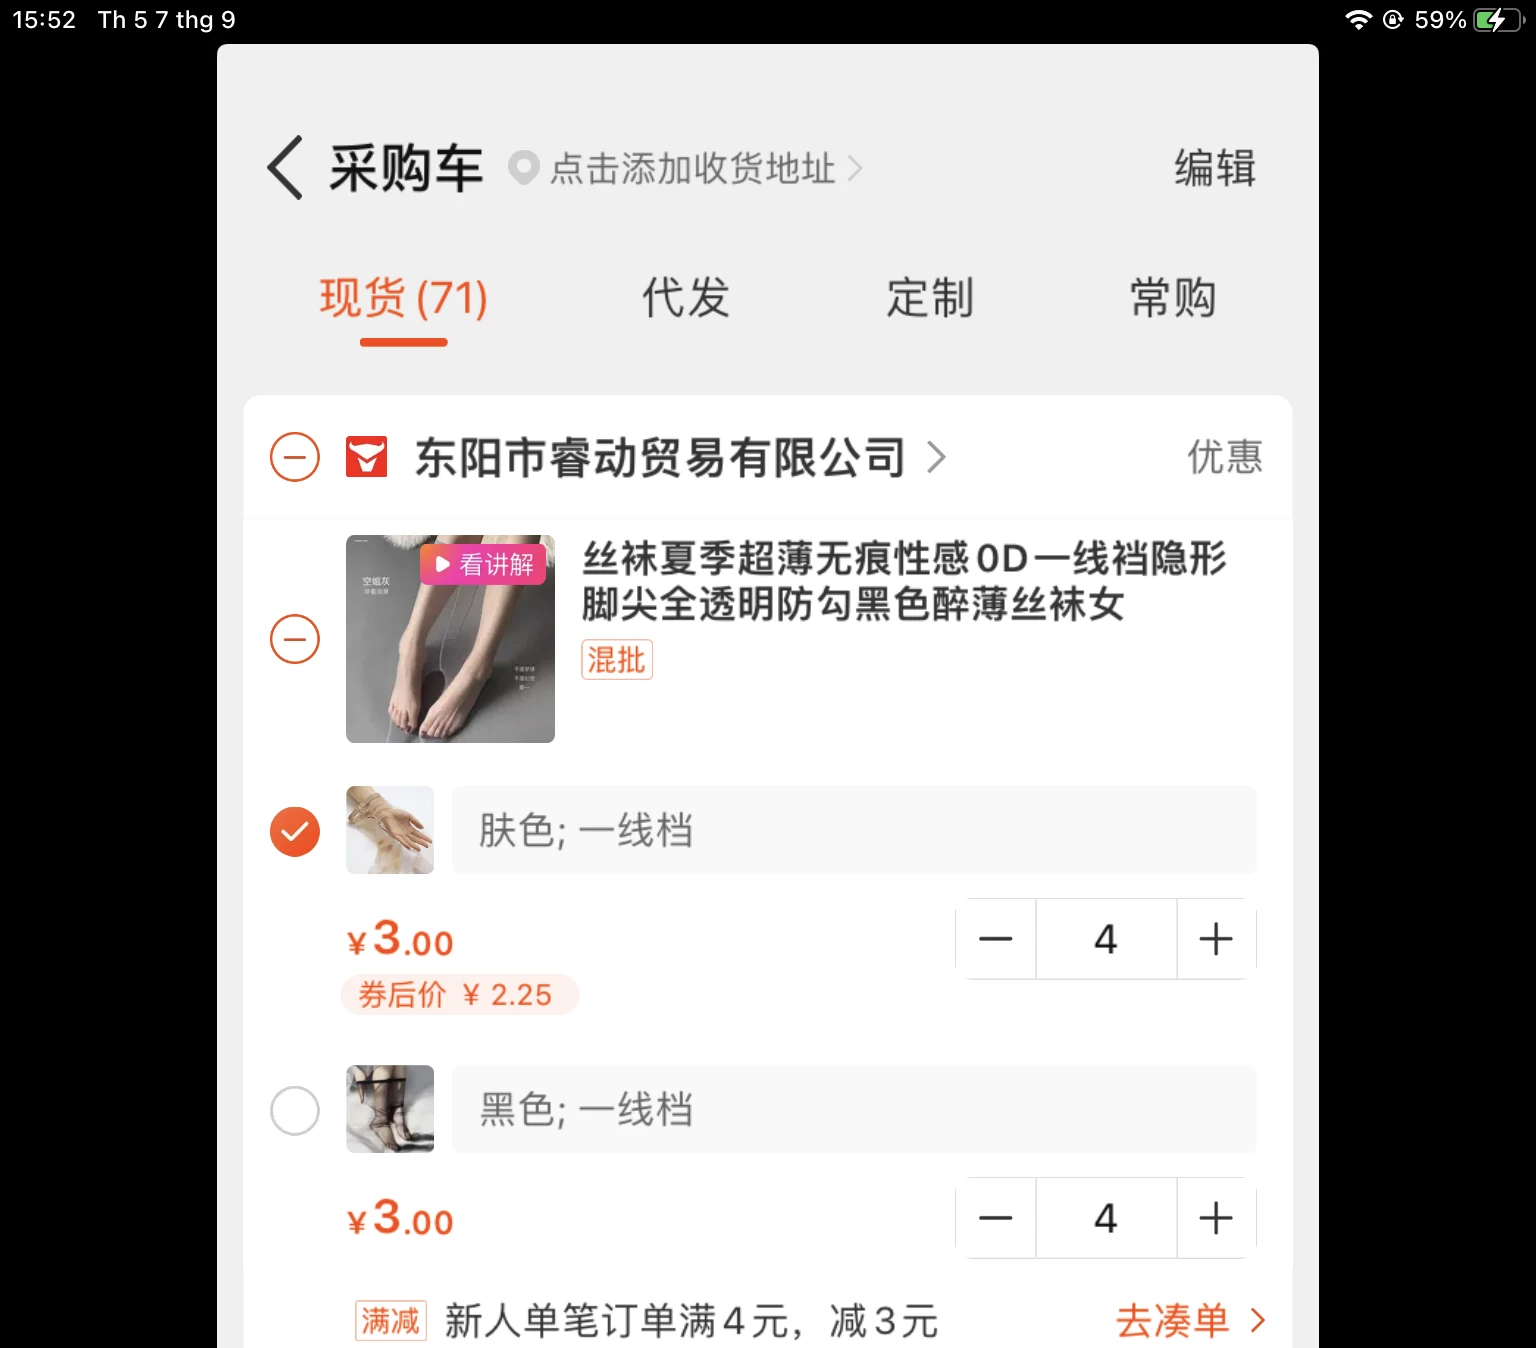 15:52 Th 5 7 thg 9 59%
采购车 点击添加收货地址 编辑
现货(71) 代发 定制 常购
东阳市睿动贸易有限公司 优惠
看讲解
空姐灰
丝袜夏季超薄无痕性感0D一线裆隐形
脚尖全透明防勾黑色醉薄丝袜女
混批
肤色; 一线档
¥3.00 4
券后价 ¥ 2.25
黑色; 一线档
¥3.00 4
满减 新人单笔订单满4元，减3元 去凑单